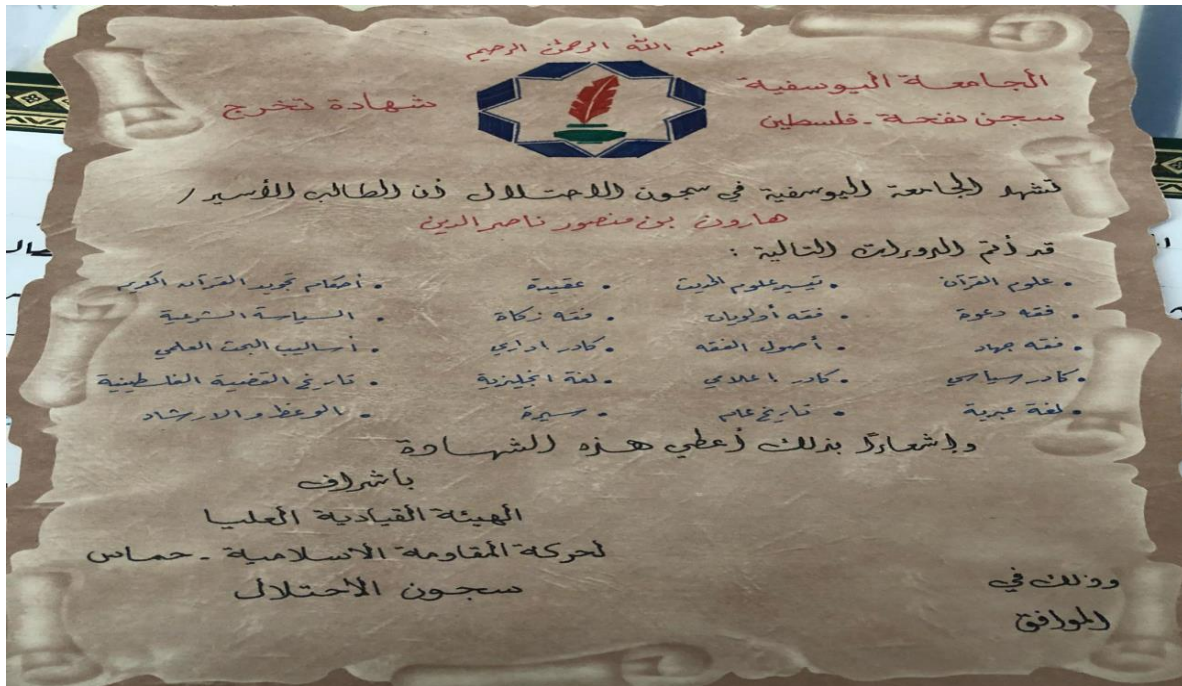 بسم الله الرحمن الرحيم
الجامعة اليوسفية
شهادة تخرج
سجن نفحة - فلسطين
تشهد الجامعة اليوسفية في سجون الاحتلال أن الطالب الأسير /
هارون بن منصور ناصر الدين
قد أتم الدورات التالية :
• علوم القرآن • تيسير علوم الحديث • عقيدة • أحكام تجويد القرآن الكريم
• فقه دعوة • فقه أولويات • فقه زكاة • السياسة الشرعية
• فقه جهاد • أصول الفقه • كادر اداري • أساليب البحث العلمي
• كادر سياسي • كادر اعلامي • لغة انجليزية • تاريخ القضية الفلسطينية
• لغة عبرية • تاريخ عام • سيرة • الوعظ والارشاد
وإشعاراً بذلك أعطي هذه الشهادة
باشراف
الهيئة القيادية العليا
لحركة المقاومة الاسلامية - حماس
سجون الاحتلال
وذلك في
الموافق